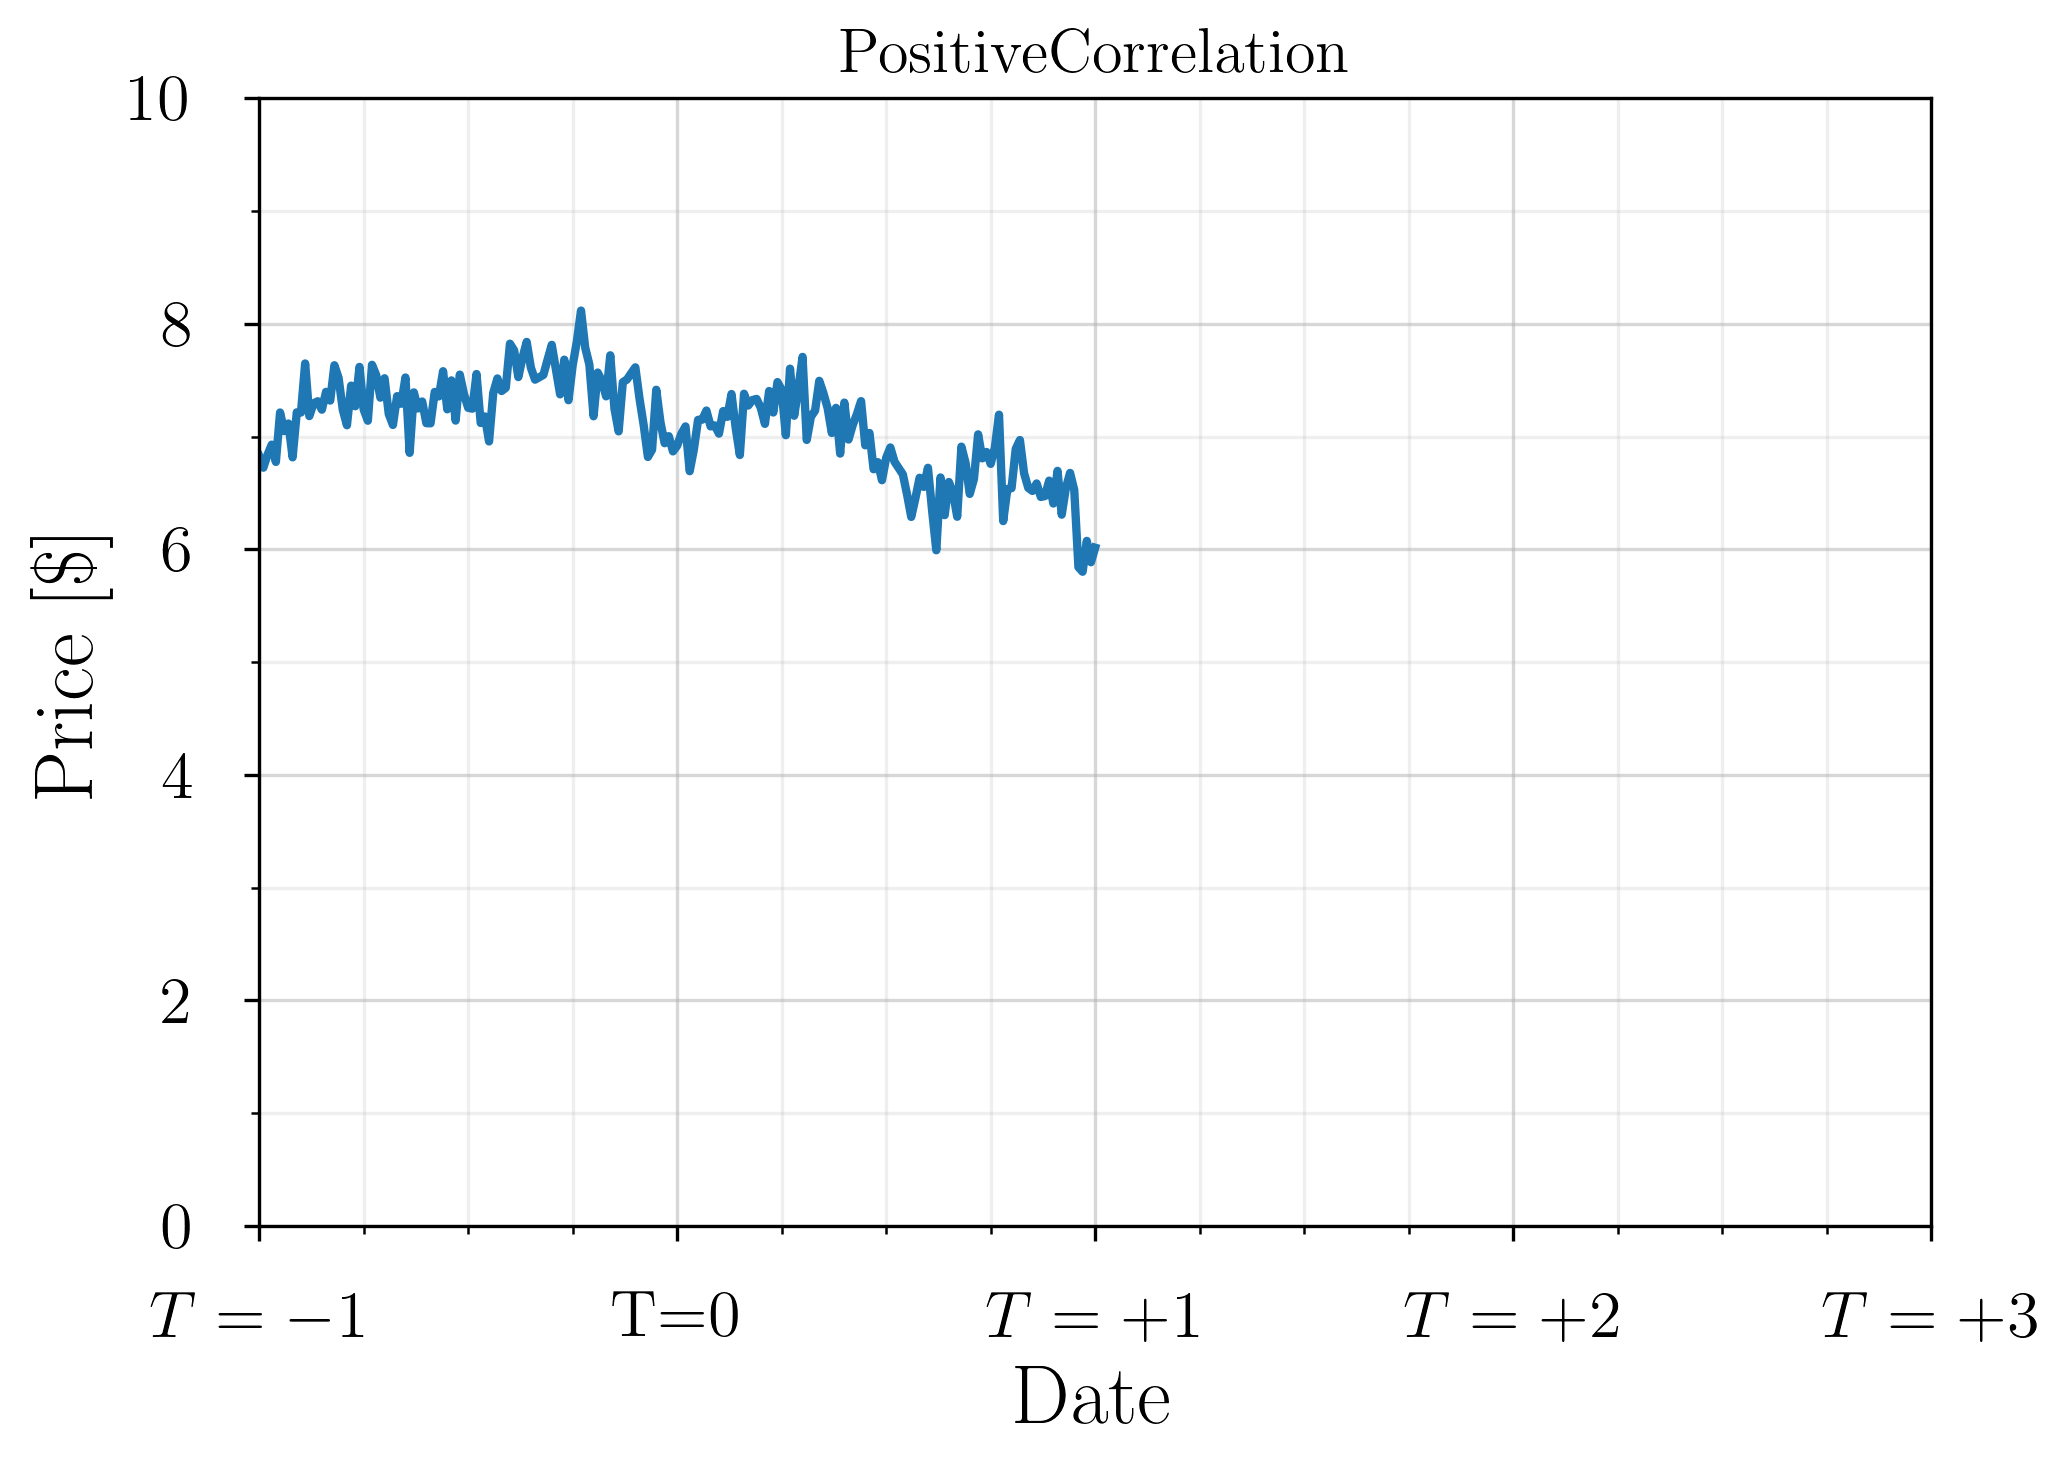 PositiveCorrelation
10
8
6
4
2
0
Price [$]
T = −1 T=0 T = +1 T = +2 T = +3
Date